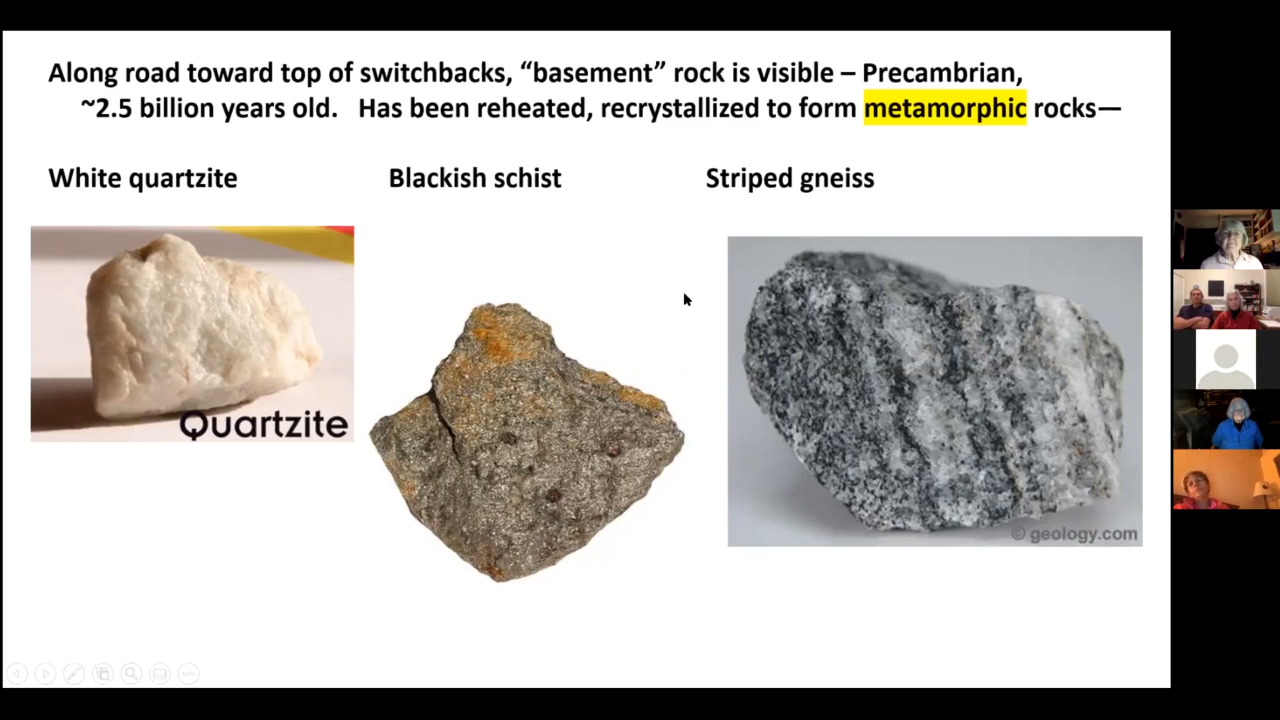 Along road toward top of switchbacks, “basement” rock is visible – Precambrian,
~2.5 billion years old.   Has been reheated, recrystallized to form metamorphic rocks—
White quartzite
Blackish schist
Striped gneiss
Quartzite
© geology.com